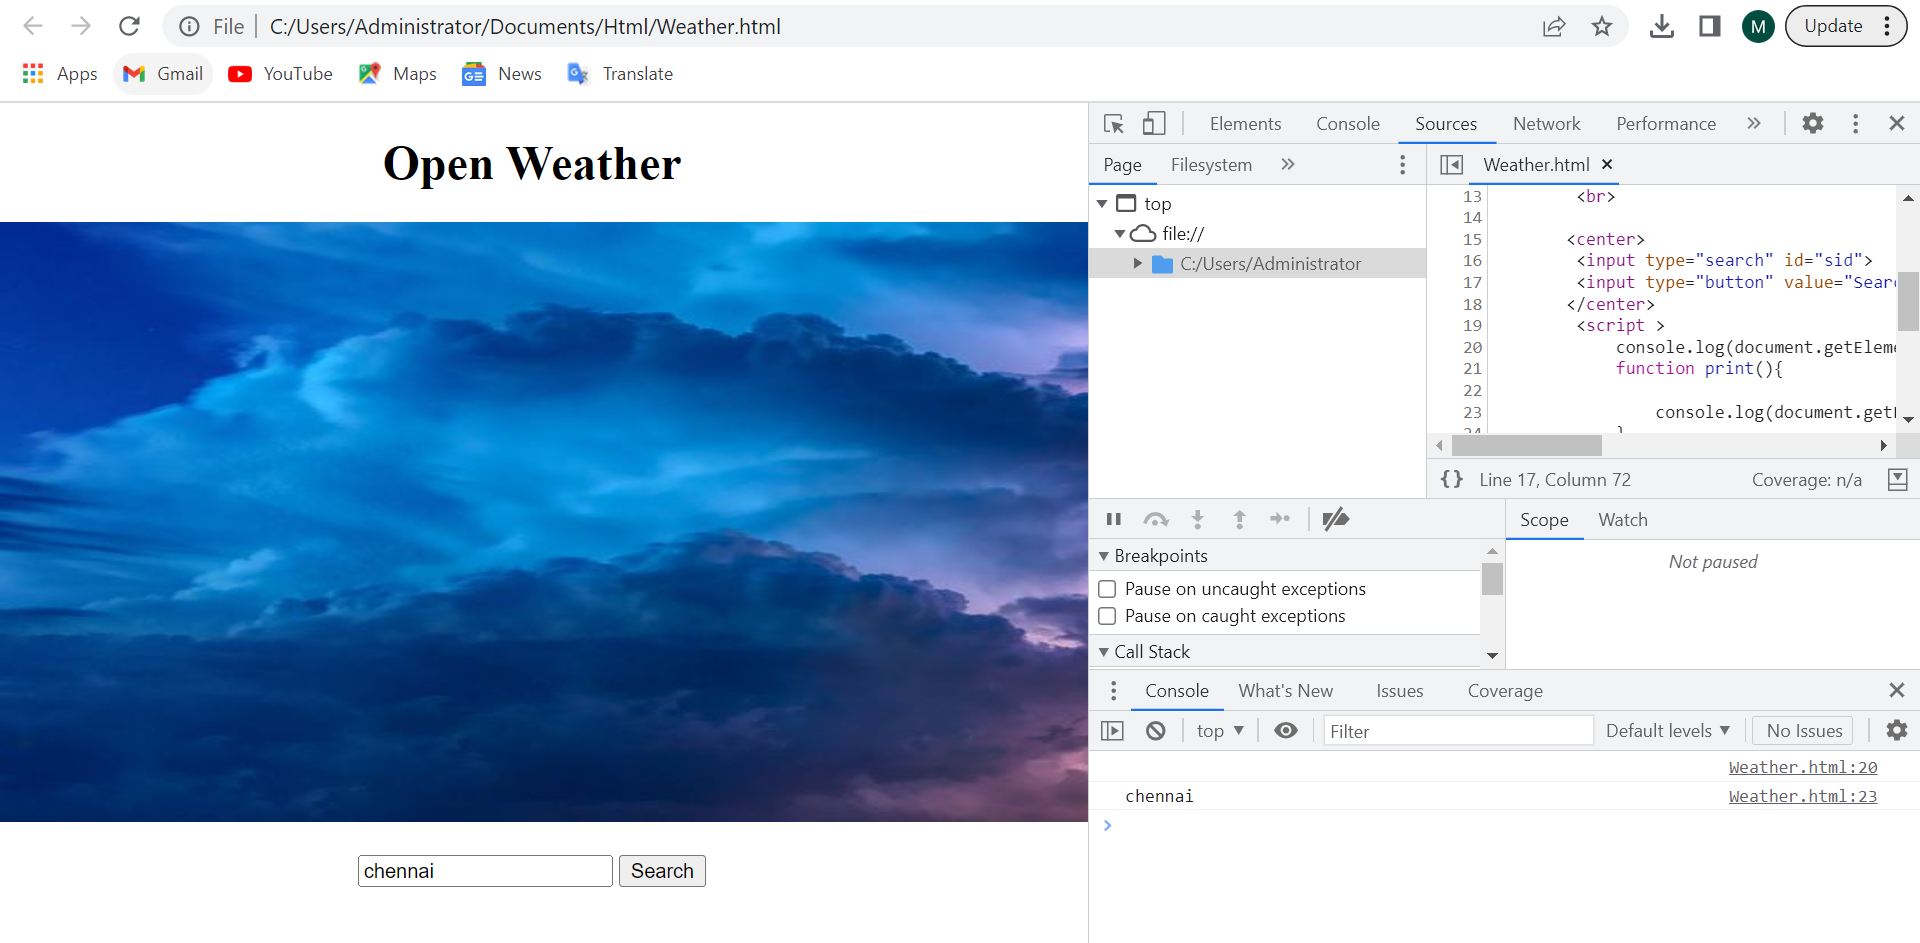 File C:/Users/Administrator/Documents/Html/Weather.html
M Update
Apps Gmail YouTube Maps News Translate
Open Weather
chennai Search
Elements Console Sources Network Performance
Page Filesystem
Weather.html
top
file://
C:/Users/Administrator
13 <br>
14
15 <center>
16 <input type="search" id="sid">
17 <input type="button" value="Sear
18 </center>
19 <script >
20 console.log(document.getEleme
21 function print(){
22
23 console.log(document.get
{} Line 17, Column 72 Coverage: n/a
Scope Watch
Breakpoints
Pause on uncaught exceptions
Pause on caught exceptions
Call Stack
Not paused
Console What's New Issues Coverage
top Filter Default levels No Issues
Weather.html:20
chennai Weather.html:23